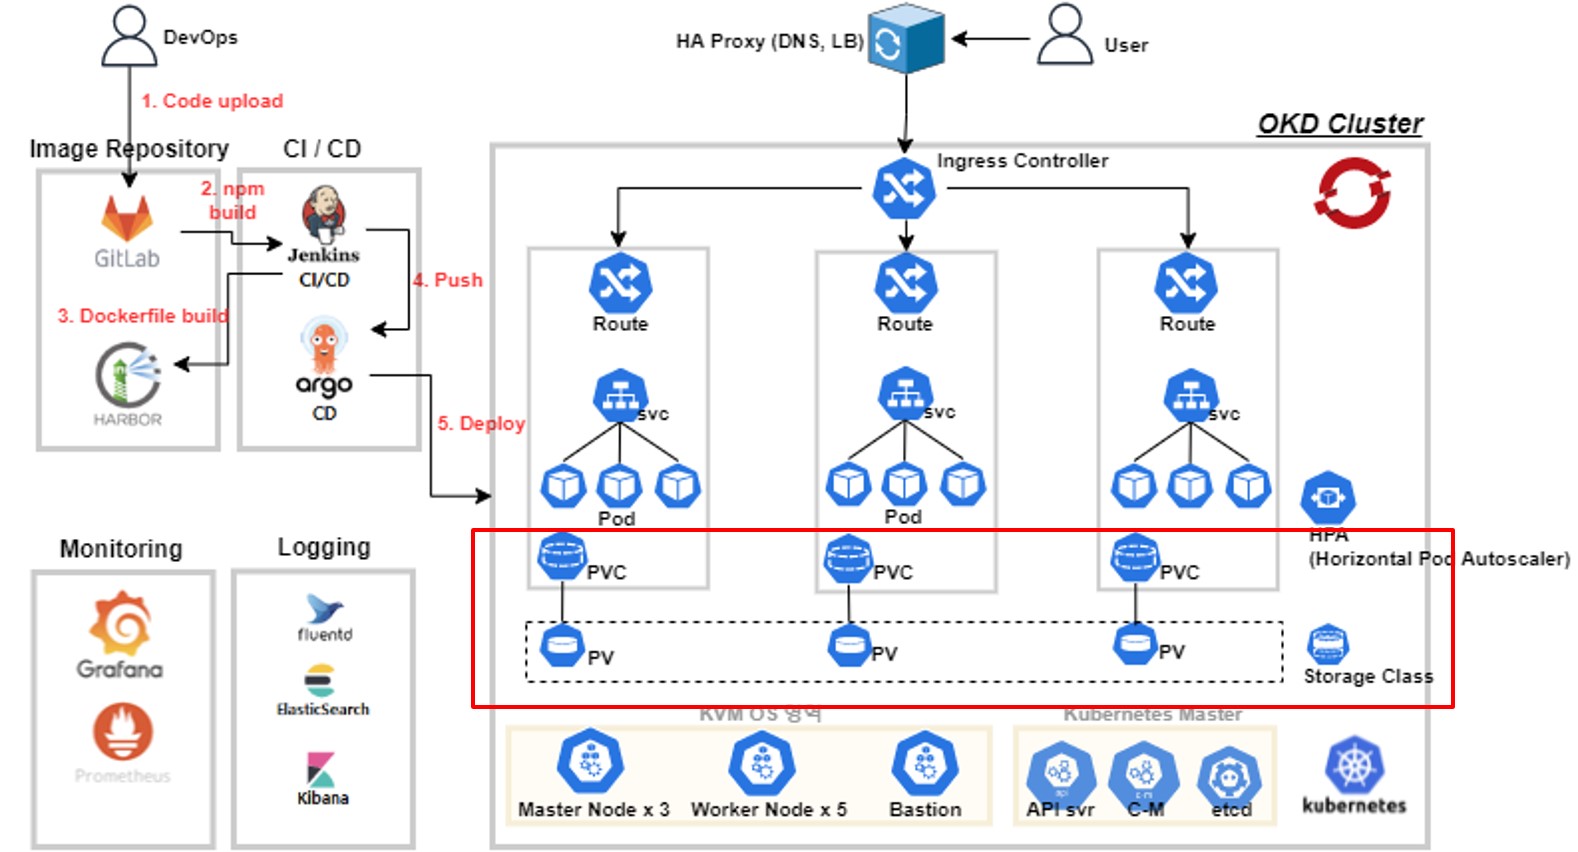 DevOps
HA Proxy (DNS, LB)
User
1. Code upload
OKD Cluster
Image Repository
CI / CD
Ingress Controller
2. npm
build
GitLab
Jenkins
CI/CD
4. Push
3. Dockerfile build
HARBOR
argo
CD
5. Deploy
Route
Route
Route
svc
svc
svc
Pod
Pod
HPA
(Horizontal Pod Autoscaler)
PVC
PVC
PVC
PV
PV
PV
Storage Class
Monitoring
Logging
Grafana
Prometheus
fluentd
ElasticSearch
Kibana
KVM OS 영역
Kubernetes Master
Master Node x 3
Worker Node x 5
Bastion
api
c-m
API svr
C-M
etcd
kubernetes